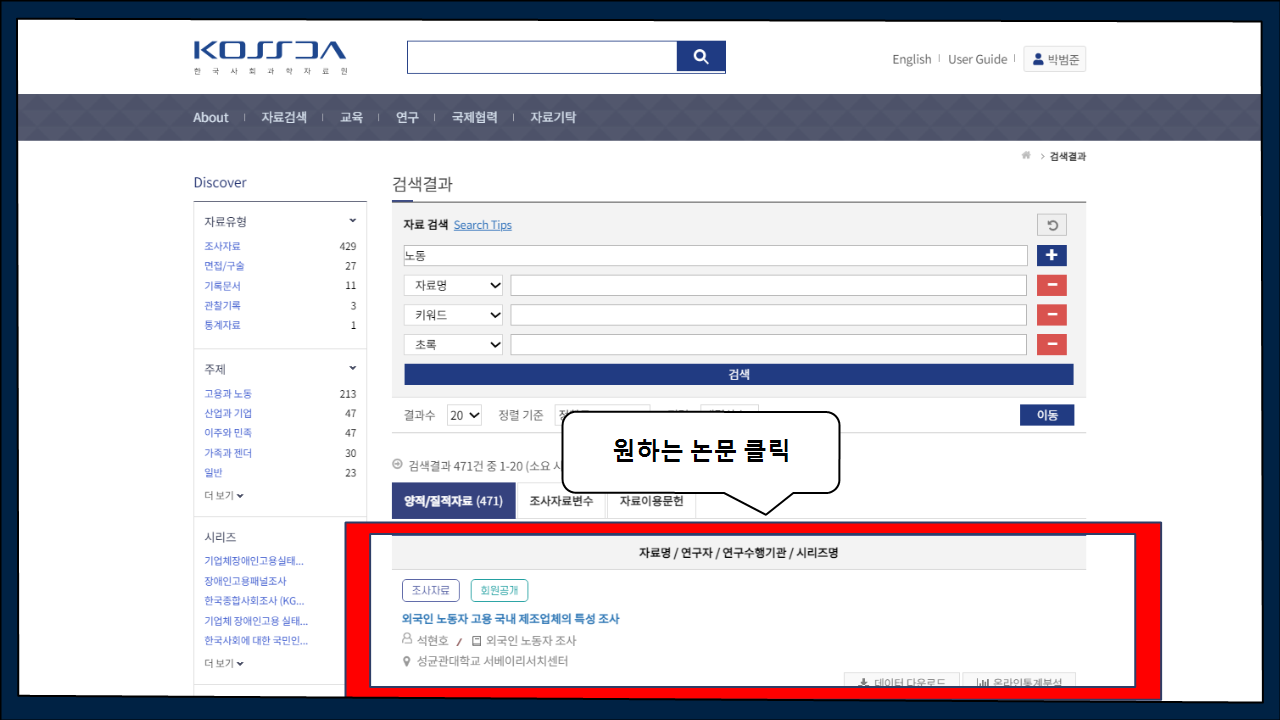 KOSSDA
한국사회과학자료원
English
User Guide
박범준
About
자료검색
교육
연구
국제협력
자료기탁
검색결과
Discover
자료유형
조사자료 429
면접/구술 27
기록문서 11
관찰기록 3
통계자료 1
주제
고용과 노동 213
산업과 기업 47
이주와 민족 47
가족과 젠더 30
일반 23
더 보기
시리즈
기업체장애인고용실태...
장애인고용패널조사
한국종합사회조사 (KG...
기업체 장애인고용 실태...
한국사회에 대한 국민인...
더 보기
검색결과
자료 검색 Search Tips
노동
자료명
키워드
초록
검색
결과수 20 정렬 기준
이동
원하는 논문 클릭
검색결과 471건 중 1-20 (소요 시
양적/질적자료 (471) 조사자료변수 자료이용문헌
자료명 / 연구자 / 연구수행기관 / 시리즈명
조사자료 회원공개
외국인 노동자 고용 국내 제조업체의 특성 조사
석현호 / 외국인 노동자 조사
성균관대학교 서베이리서치센터
데이터 다운로드 온라인통계분석